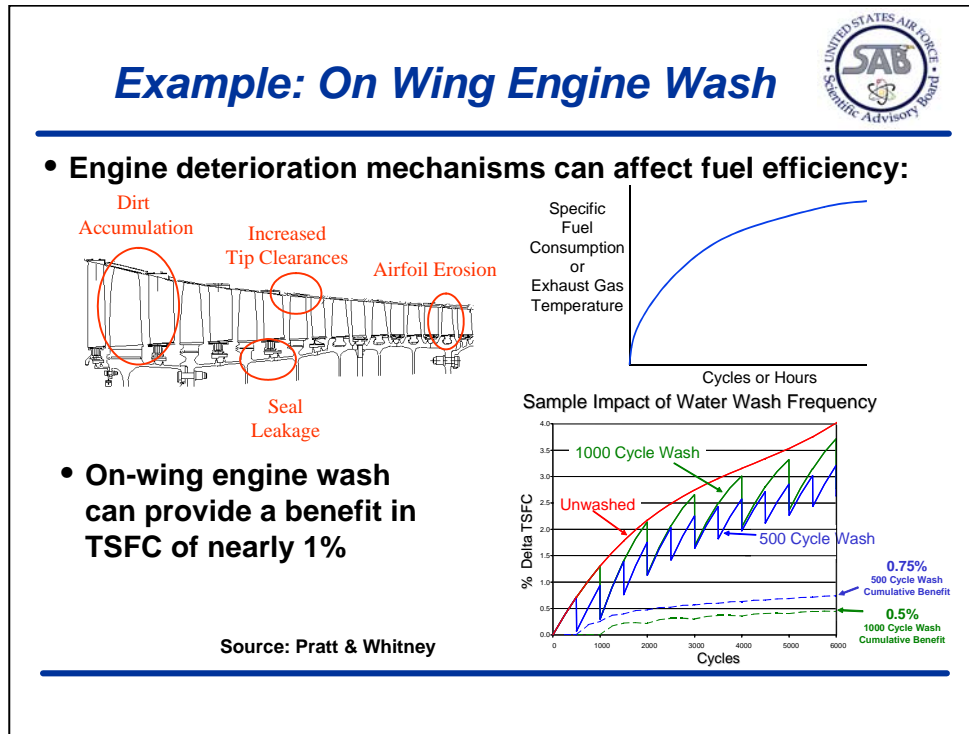 Example: On Wing Engine Wash
UNITED STATES AIR FORCE
SAB
Scientific Advisory Board
• Engine deterioration mechanisms can affect fuel efficiency:
Dirt
Accumulation
Increased
Tip Clearances
Airfoil Erosion
Seal
Leakage
Specific
Fuel
Consumption
or
Exhaust Gas
Temperature
Cycles or Hours
• On-wing engine wash
can provide a benefit in
TSFC of nearly 1%
Source: Pratt & Whitney
Sample Impact of Water Wash Frequency
% Delta TSFC
4.0
3.5
3.0
2.5
2.0
1.5
1.0
0.5
0.0
1000 Cycle Wash
Unwashed
500 Cycle Wash
0.75%
500 Cycle Wash
Cumulative Benefit
0.5%
1000 Cycle Wash
Cumulative Benefit
0 1000 2000 3000 4000 5000 6000
Cycles